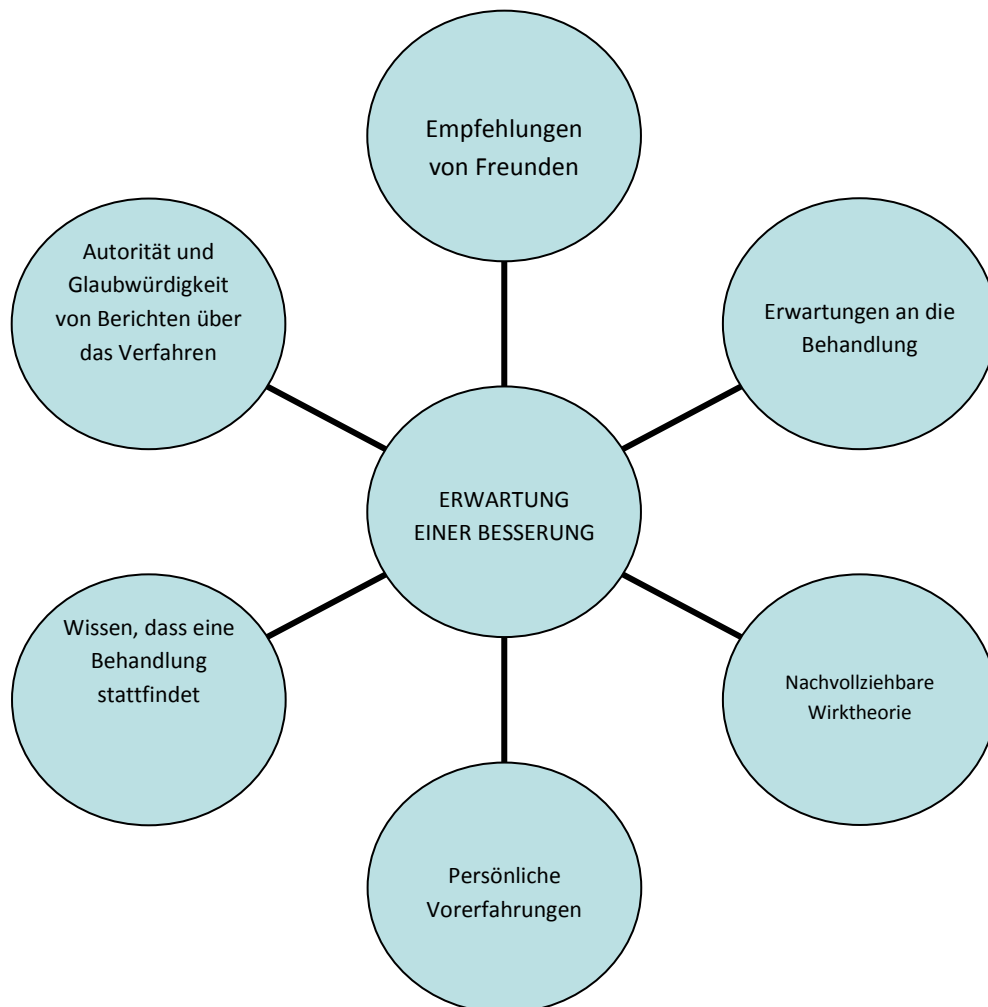 Empfehlungen
von Freunden
Autorität und
Glaubwürdigkeit
von Berichten über
das Verfahren
Erwartungen an die
Behandlung
ERWARTUNG
EINER BESSERUNG
Wissen, dass eine
Behandlung
stattfindet
Nachvollziehbare
Wirktheorie
Persönliche
Vorerfahrungen